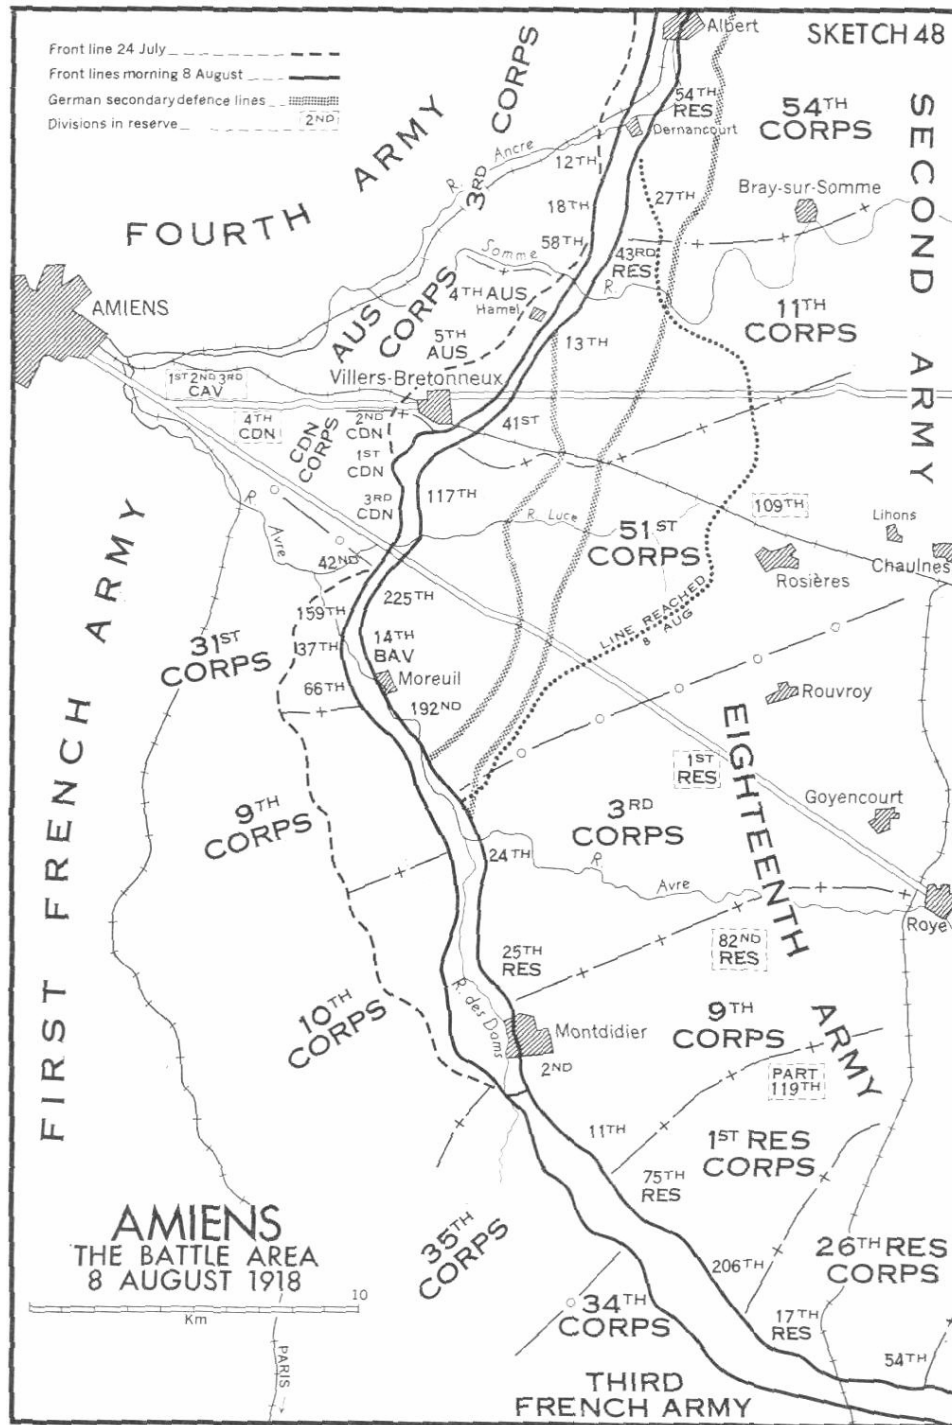 SKETCH 48
Front line 24 July
Front lines morning 8 August
German secondary defence lines
Divisions in reserve 2ND
Albert
54TH RES
Dernancourt
54TH CORPS
SECOND ARMY
FOURTH ARMY
3RD CORPS
R. Ancre
12TH
27TH
Bray-sur-Somme
18TH
58TH
43RD RES
Somme R.
AMIENS
AUS CORPS
4TH AUS
Hamel
11TH CORPS
5TH AUS
13TH
Villers-Bretonneux
1ST 2ND 3RD CAV
4TH CDN
2ND CDN
41ST
CDN CORPS
1ST CDN
3RD CDN
117TH
R. Luce
51ST CORPS
109TH
Lihons
Chaulnes
Rosières
R. Avre
42ND
225TH
159TH
LINE REACHED 8 AUG
FIRST FRENCH ARMY
31ST CORPS
37TH
14TH BAV
Moreuil
66TH
192ND
Rouvroy
EIGHTEENTH ARMY
1ST RES
Goyencourt
9TH CORPS
3RD CORPS
24TH
R. Avre
Roye
25TH RES
82ND RES
10TH CORPS
R. des Doms
Montdidier
2ND
9TH CORPS
PART 119TH
11TH
1ST RES CORPS
75TH RES
35TH CORPS
206TH
26TH RES CORPS
34TH CORPS
17TH RES
54TH
THIRD FRENCH ARMY
AMIENS
THE BATTLE AREA
8 AUGUST 1918
10
Km
PARIS